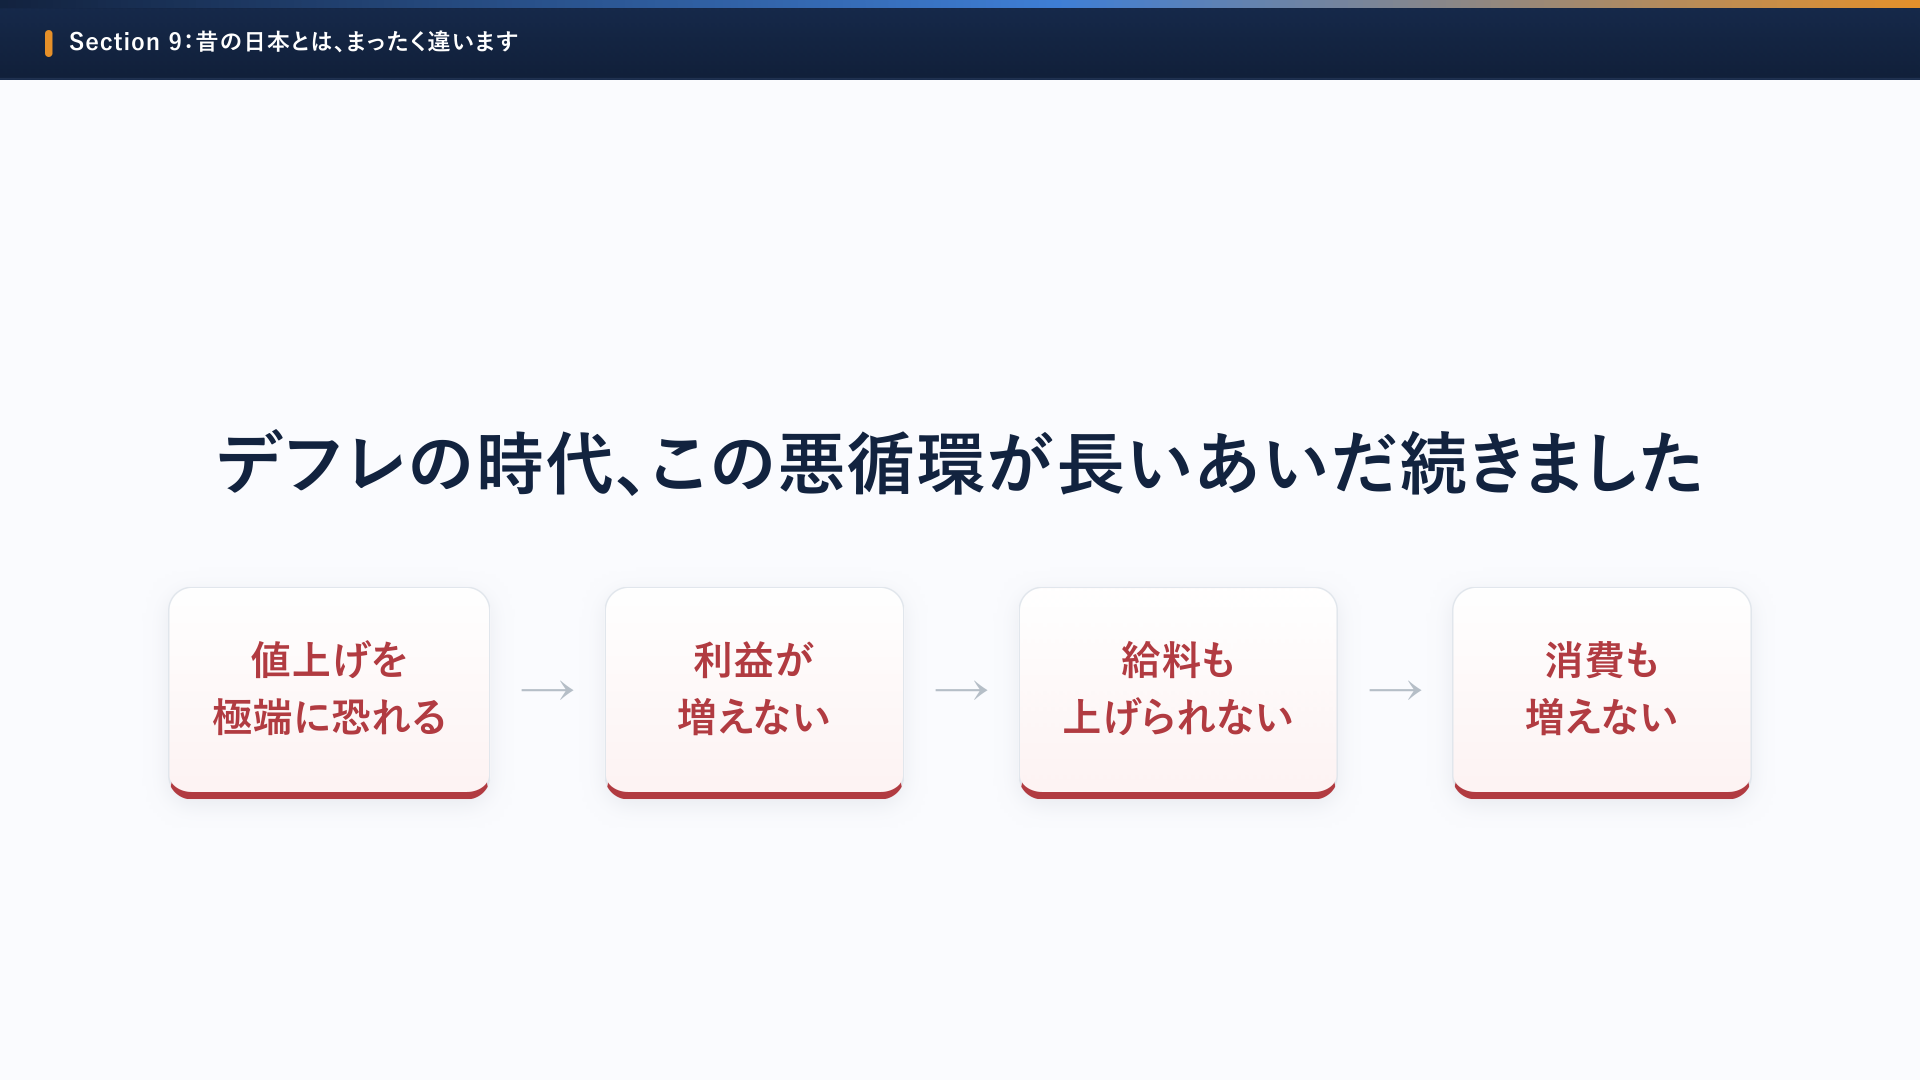 Section 9：昔の日本とは、まったく違います
デフレの時代、この悪循環が長いあいだ続きました
値上げを
極端に恐れる
→
利益が
増えない
→
給料も
上げられない
→
消費も
増えない